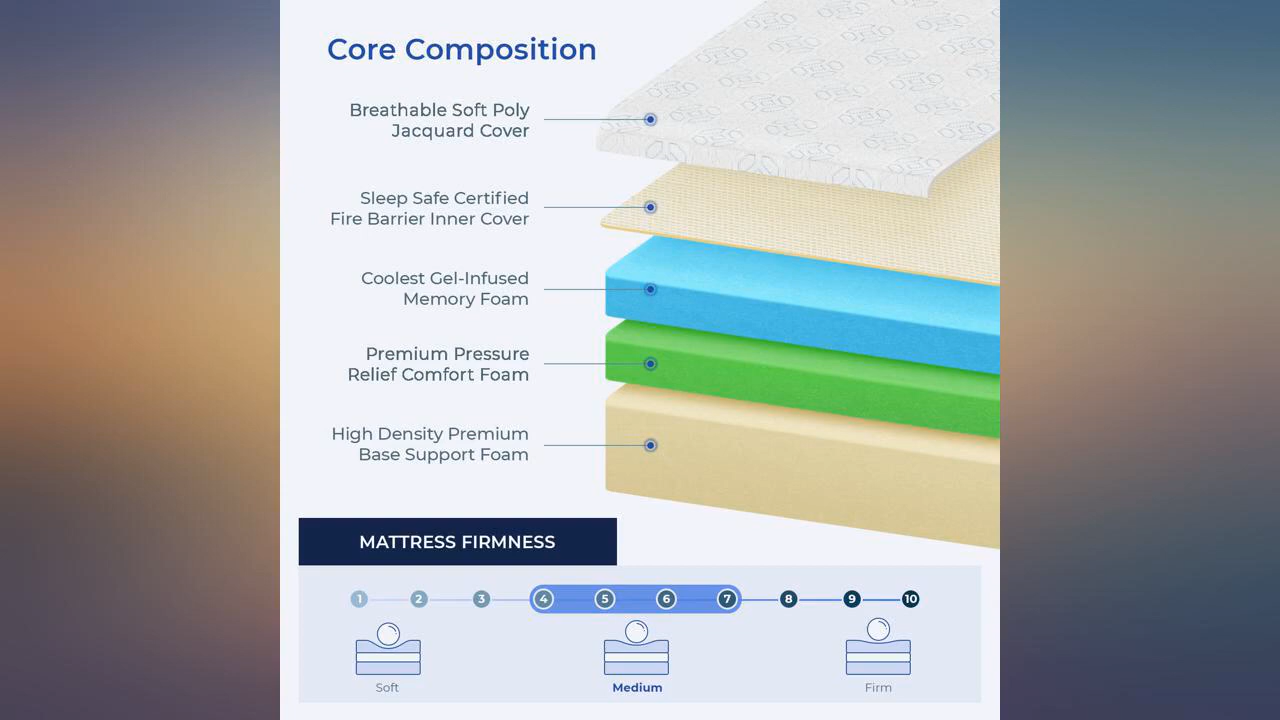 Core Composition
Breathable Soft Poly
Jacquard Cover
Sleep Safe Certified
Fire Barrier Inner Cover
Coolest Gel-Infused
Memory Foam
Premium Pressure
Relief Comfort Foam
High Density Premium
Base Support Foam
MATTRESS FIRMNESS
1 2 3 4 5 6 7 8 9 10
Soft Medium Firm